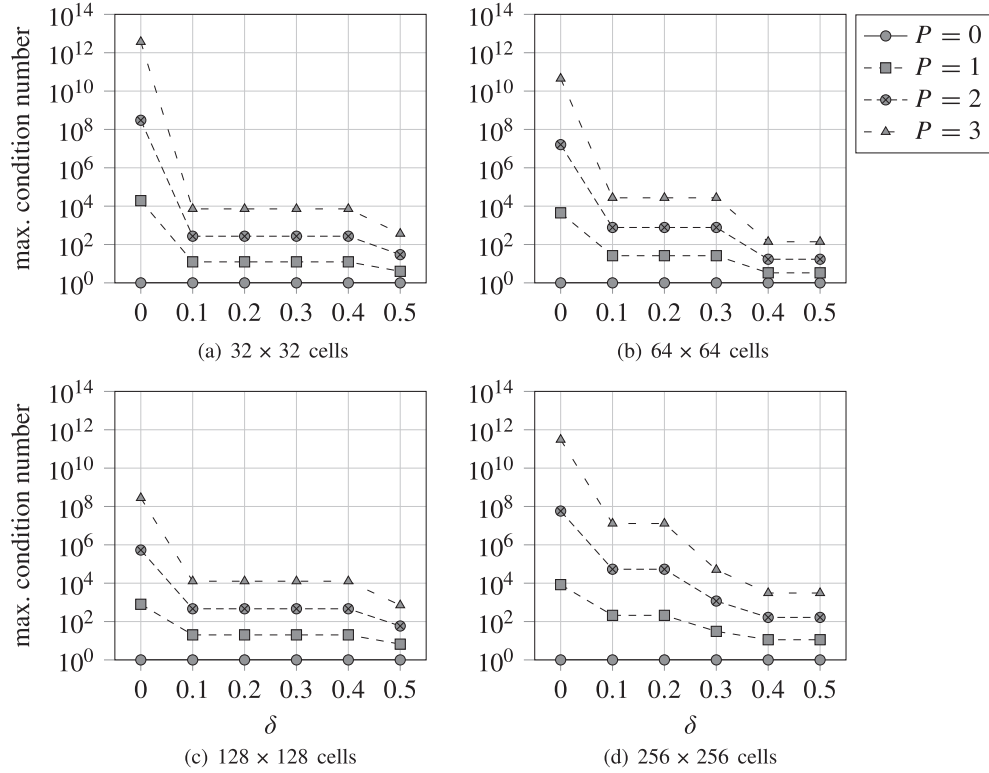 max. condition number
10^14
10^12
10^10
10^8
10^6
10^4
10^2
10^0
0 0.1 0.2 0.3 0.4 0.5
(a) 32 × 32 cells
10^14
10^12
10^10
10^8
10^6
10^4
10^2
10^0
0 0.1 0.2 0.3 0.4 0.5
(b) 64 × 64 cells
P = 0
P = 1
P = 2
P = 3
max. condition number
10^14
10^12
10^10
10^8
10^6
10^4
10^2
10^0
0 0.1 0.2 0.3 0.4 0.5
δ
(c) 128 × 128 cells
10^14
10^12
10^10
10^8
10^6
10^4
10^2
10^0
0 0.1 0.2 0.3 0.4 0.5
δ
(d) 256 × 256 cells